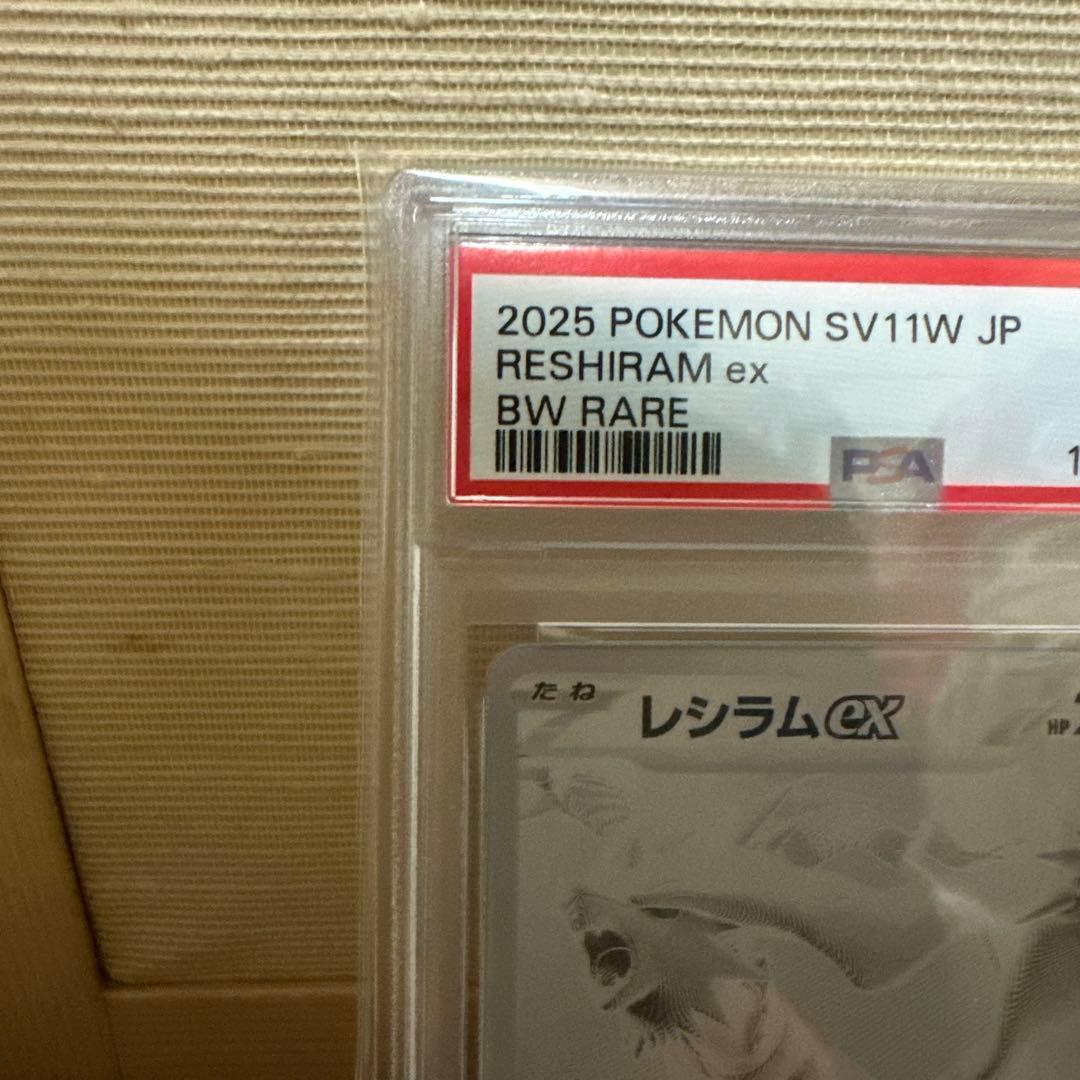 2025 POKEMON SV11W JP
RESHIRAM ex
BW RARE
PSA
たね レシラムex HP